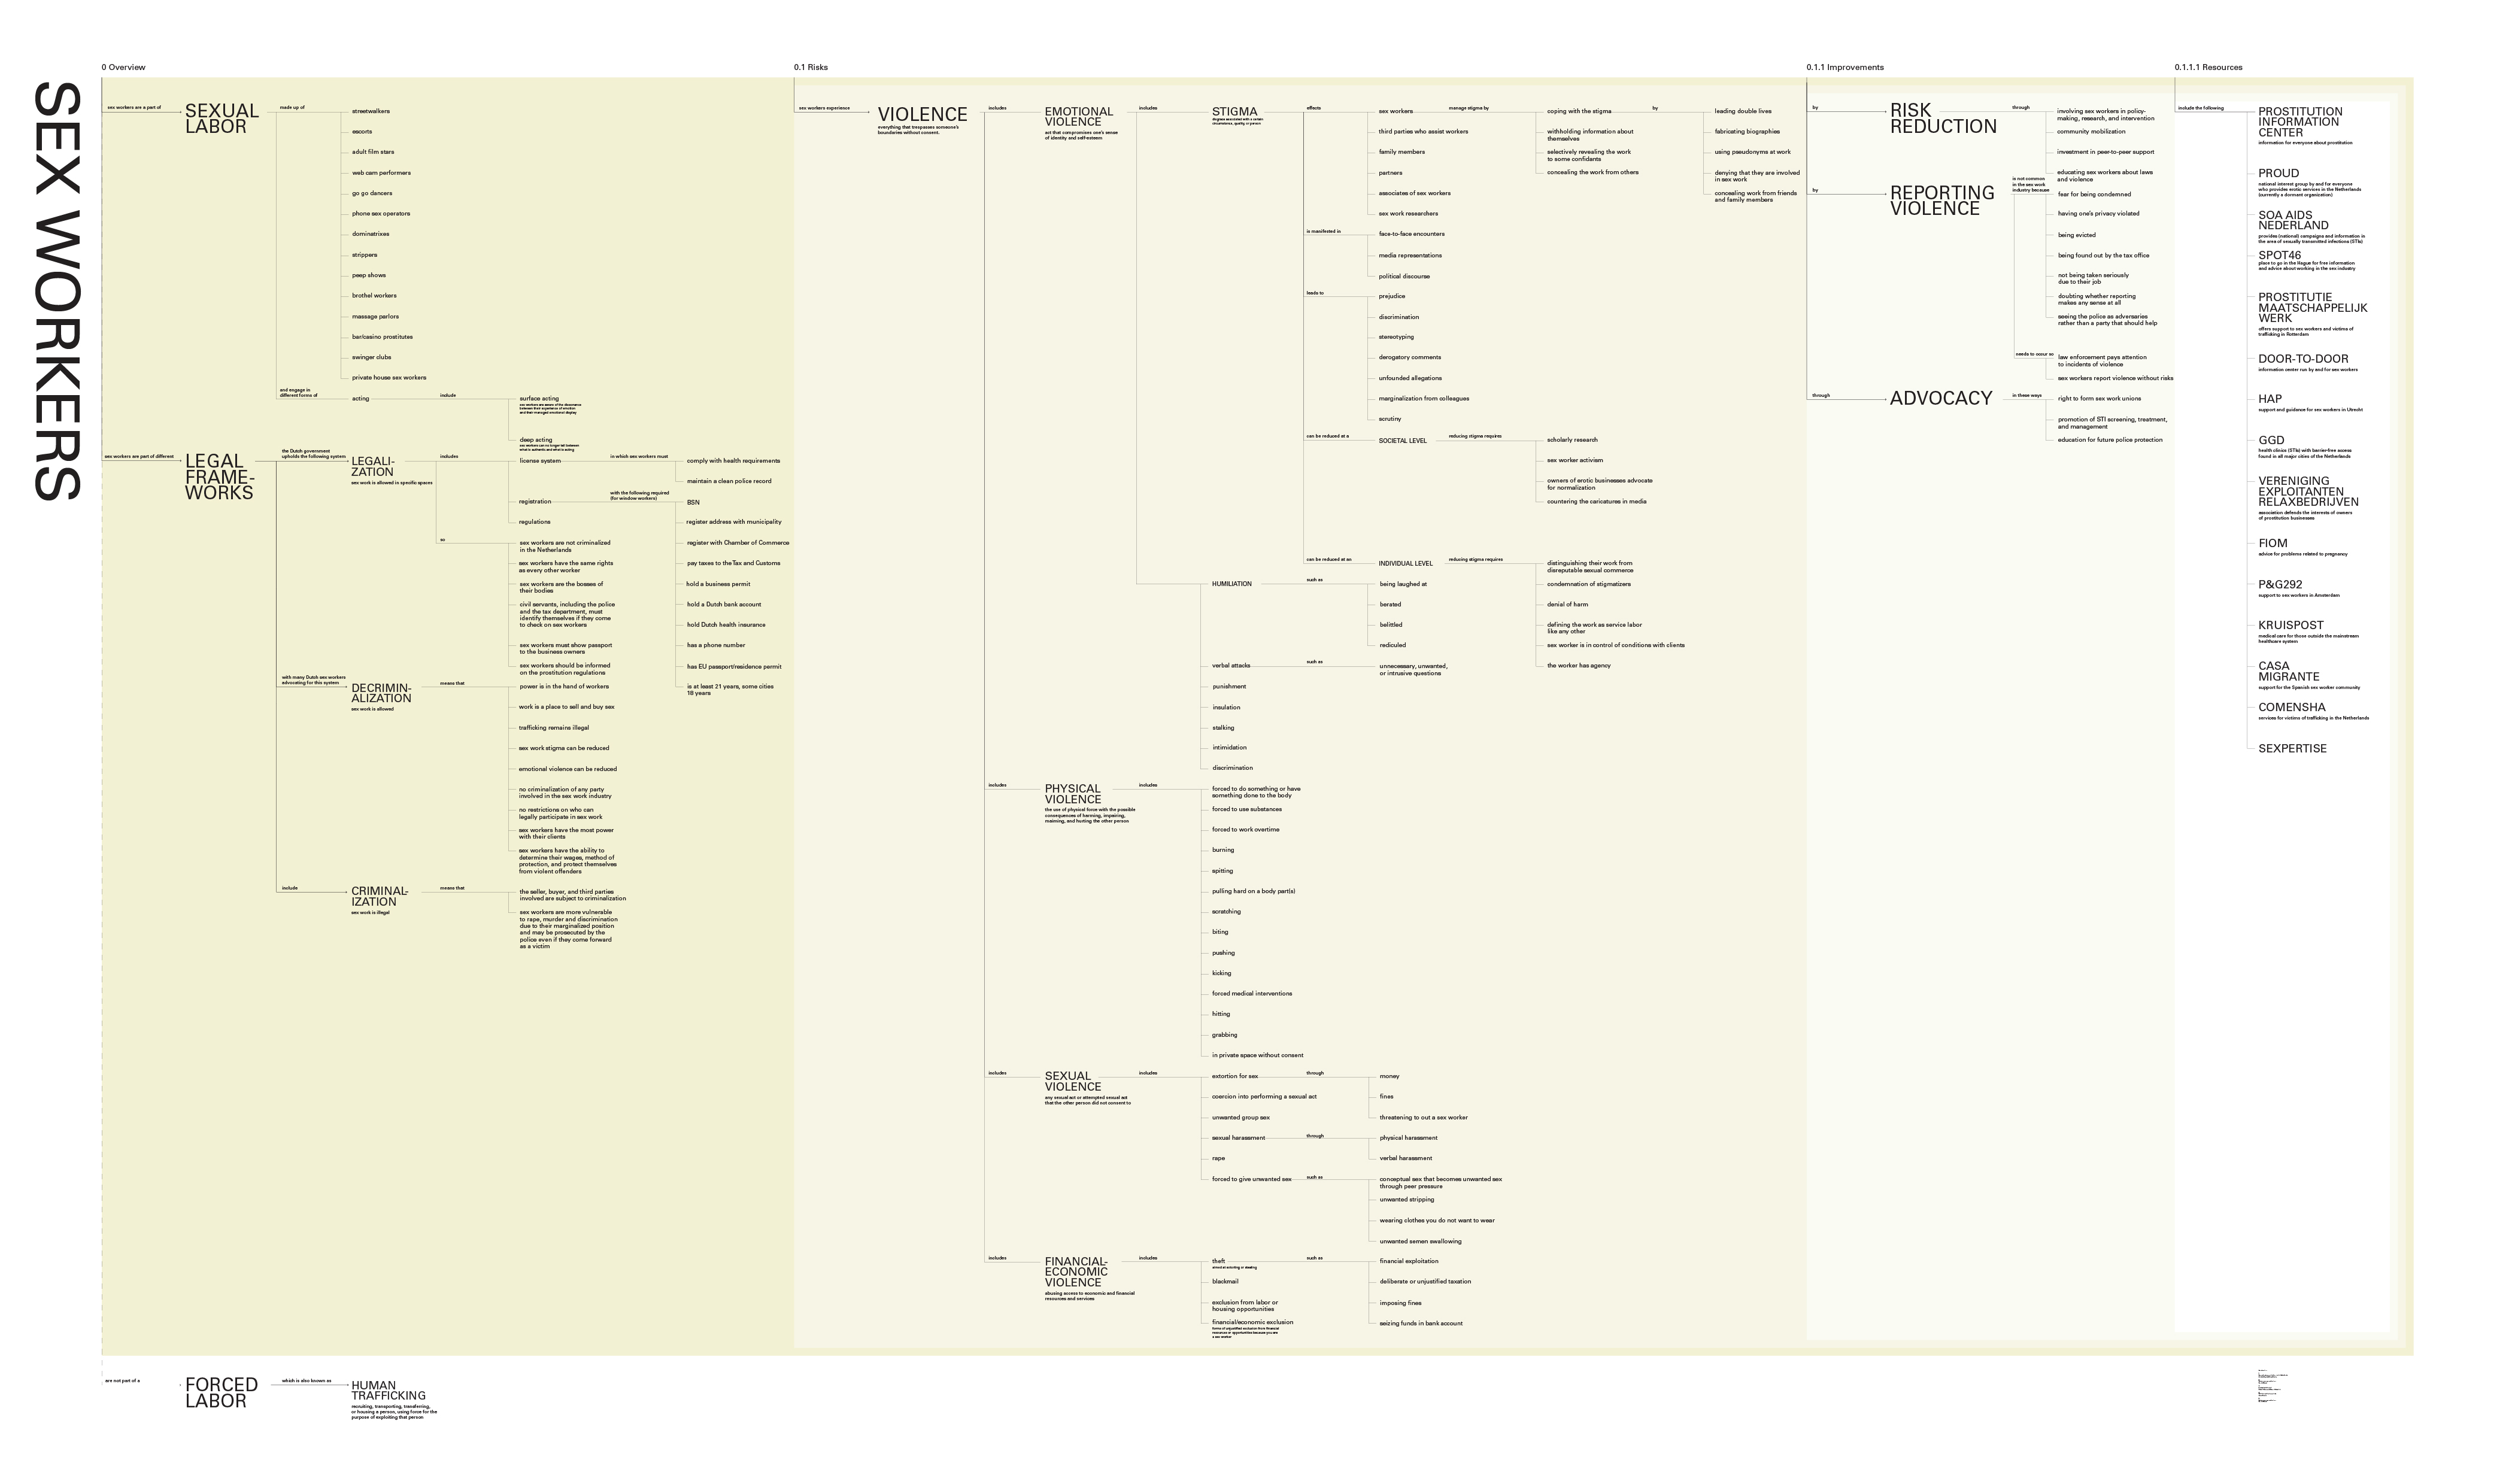 SEX WORKERS
0 Overview
sex workers are a part of
SEXUAL
LABOR
made up of
streetwalkers
escorts
adult film stars
web cam performers
go go dancers
phone sex operators
dominatrixes
strippers
peep shows
brothel workers
massage parlors
bar/casino prostitutes
swinger clubs
private house sex workers
and engage in
different forms of
acting
include
surface acting
sex workers are aware of the dissonance
between their experience of emotion
and their managed emotional display
deep acting
sex workers can no longer tell between
what is authentic and what is acting
sex workers are part of different
LEGAL
FRAME-
WORKS
the Dutch government
upholds the following system
LEGALI-
ZATION
sex work is allowed in specific spaces
includes
license system
in which sex workers must
comply with health requirements
maintain a clean police record
registration
with the following required
(for window workers)
BSN
register address with municipality
register with Chamber of Commerce
pay taxes to the Tax and Customs
hold a business permit
hold a Dutch bank account
hold Dutch health insurance
has a phone number
has EU passport/residence permit
is at least 21 years, some cities
18 years
regulations
so
sex workers are not criminalized
in the Netherlands
sex workers have the same rights
as every other worker
sex workers are the bosses of
their bodies
civil servants, including the police
and the tax department, must
identify themselves if they come
to check on sex workers
sex workers must show passport
to the business owners
sex workers should be informed
on the prostitution regulations
with many Dutch sex workers
advocating for this system
DECRIMIN-
ALIZATION
sex work is allowed
means that
power is in the hand of workers
work is a place to sell and buy sex
trafficking remains illegal
sex work stigma can be reduced
emotional violence can be reduced
no criminalization of any party
involved in the sex work industry
no restrictions on who can
legally participate in sex work
sex workers have the most power
with their clients
sex workers have the ability to
determine their wages, method of
protection, and protect themselves
from violent offenders
include
CRIMINAL-
IZATION
sex work is illegal
means that
the seller, buyer, and third parties
involved are subject to criminalization
sex workers are more vulnerable
to rape, murder and discrimination
due to their marginalized position
and may be prosecuted by the
police even if they come forward
as a victim
are not part of a
FORCED
LABOR
which is also known as
HUMAN
TRAFFICKING
recruiting, transporting, transferring,
or housing a person, using force for the
purpose of exploiting that person
0.1 Risks
sex workers experience
VIOLENCE
everything that trespasses someone's
boundaries without consent.
includes
EMOTIONAL
VIOLENCE
act that compromises one's sense
of identity and self-esteem
includes
STIGMA
disgrace associated with a certain
circumstance, quality, or person
affects
sex workers
third parties who assist workers
family members
partners
associates of sex workers
sex work researchers
manage stigma by
coping with the stigma
withholding information about
themselves
selectively revealing the work
to some confidants
concealing the work from others
by
leading double lives
fabricating biographies
using pseudonyms at work
denying that they are involved
in sex work
concealing work from friends
and family members
is manifested in
face-to-face encounters
media representations
political discourse
leads to
prejudice
discrimination
stereotyping
derogatory comments
unfounded allegations
marginalization from colleagues
scrutiny
can be reduced at a
SOCIETAL LEVEL
reducing stigma requires
scholarly research
sex worker activism
owners of erotic businesses advocate
for normalization
countering the caricatures in media
can be reduced at an
INDIVIDUAL LEVEL
reducing stigma requires
distinguishing their work from
disreputable sexual commerce
condemnation of stigmatizers
denial of harm
defining the work as service labor
like any other
sex worker is in control of conditions with clients
the worker has agency
HUMILIATION
such as
being laughed at
berated
belittled
rediculed
verbal attacks
such as
unnecessary, unwanted,
or intrusive questions
punishment
insulation
stalking
intimidation
discrimination
includes
PHYSICAL
VIOLENCE
the use of physical force with the possible
consequences of harming, impairing,
maiming, and hurting the other person
includes
forced to do something or have
something done to the body
forced to use substances
forced to work overtime
burning
spitting
pulling hard on a body part(s)
scratching
biting
pushing
kicking
forced medical interventions
hitting
grabbing
in private space without consent
includes
SEXUAL
VIOLENCE
any sexual act or attempted sexual act
that the other person did not consent to
includes
extortion for sex
through
money
fines
threatening to out a sex worker
coercion into performing a sexual act
unwanted group sex
sexual harassment
through
physical harassment
verbal harassment
rape
forced to give unwanted sex
such as
conceptual sex that becomes unwanted sex
through peer pressure
unwanted stripping
wearing clothes you do not want to wear
unwanted semen swallowing
includes
FINANCIAL-
ECONOMIC
VIOLENCE
abusing access to economic and financial
resources and services
includes
theft
such as
financial exploitation
deliberate or unjustified taxation
imposing fines
seizing funds in bank account
blackmail
exclusion from labor or
housing opportunities
financial/economic exclusion
forms of unjustified exclusion from financial
resources or opportunities because you are
a sex worker
0.1.1 Improvements
by
RISK
REDUCTION
through
involving sex workers in policy-
making, research, and intervention
community mobilization
investment in peer-to-peer support
educating sex workers about laws
and violence
by
REPORTING
VIOLENCE
is not common
in the sex work
industry because
fear for being condemned
having one's privacy violated
being evicted
being found out by the tax office
not being taken seriously
due to their job
doubting whether reporting
makes any sense at all
seeing the police as adversaries
rather than a party that should help
needs to occur so
law enforcement pays attention
to incidents of violence
sex workers report violence without risks
through
ADVOCACY
in these ways
right to form sex work unions
promotion of STI screening, treatment,
and management
education for future police protection
0.1.1.1 Resources
include the following
PROSTITUTION
INFORMATION
CENTER
information for everyone about prostitution
PROUD
national interest group by and for everyone
who provides erotic services in the Netherlands
(currently a dormant organization)
SOA AIDS
NEDERLAND
provides (national) campaigns and information in
the area of sexually transmitted infections (STIs)
SPOT46
place to go in the Hague for free information
and advice about working in the sex industry
PROSTITUTIE
MAATSCHAPPELIJK
WERK
offers support to sex workers and victims of
trafficking in Rotterdam
DOOR-TO-DOOR
information center run by and for sex workers
HAP
support and guidance for sex workers in Utrecht
GGD
health clinics (STIs) with barrier-free access
found in all major cities of the Netherlands
VERENIGING
EXPLOITANTEN
RELAXBEDRIJVEN
association defends the interests of owners
of prostitution businesses
FIOM
advice for problems related to pregnancy
P&G292
support to sex workers in Amsterdam
KRUISPOST
medical care for those outside the mainstream
healthcare system
CASA
MIGRANTE
support for the Spanish sex worker community
COMENSHA
services for victims of trafficking in the Netherlands
SEXPERTISE